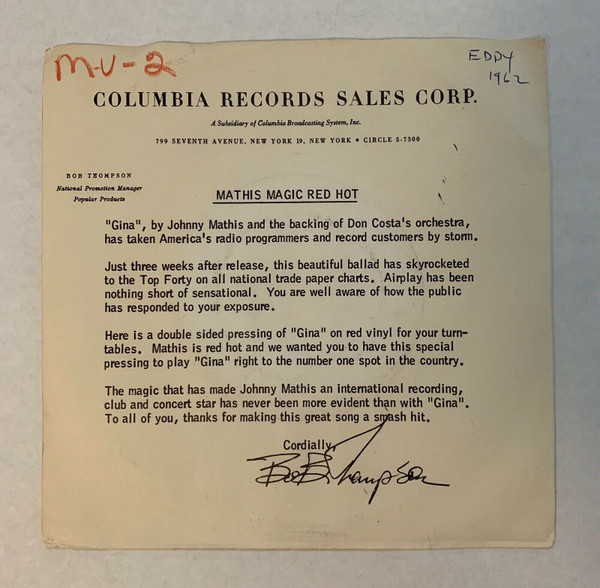 M-U-2
EDDY
1962
COLUMBIA RECORDS SALES CORP.
A Subsidiary of Columbia Broadcasting System, Inc.
799 SEVENTH AVENUE, NEW YORK 19, NEW YORK • CIRCLE 5-7300
BOB THOMPSON
National Promotion Manager
Popular Products
MATHIS MAGIC RED HOT
"Gina", by Johnny Mathis and the backing of Don Costa's orchestra,
has taken America's radio programmers and record customers by storm.
Just three weeks after release, this beautiful ballad has skyrocketed
to the Top Forty on all national trade paper charts. Airplay has been
nothing short of sensational. You are well aware of how the public
has responded to your exposure.
Here is a double sided pressing of "Gina" on red vinyl for your turn-
tables. Mathis is red hot and we wanted you to have this special
pressing to play "Gina" right to the number one spot in the country.
The magic that has made Johnny Mathis an international recording,
club and concert star has never been more evident than with "Gina".
To all of you, thanks for making this great song a smash hit.
Cordially,
Bob Thompson